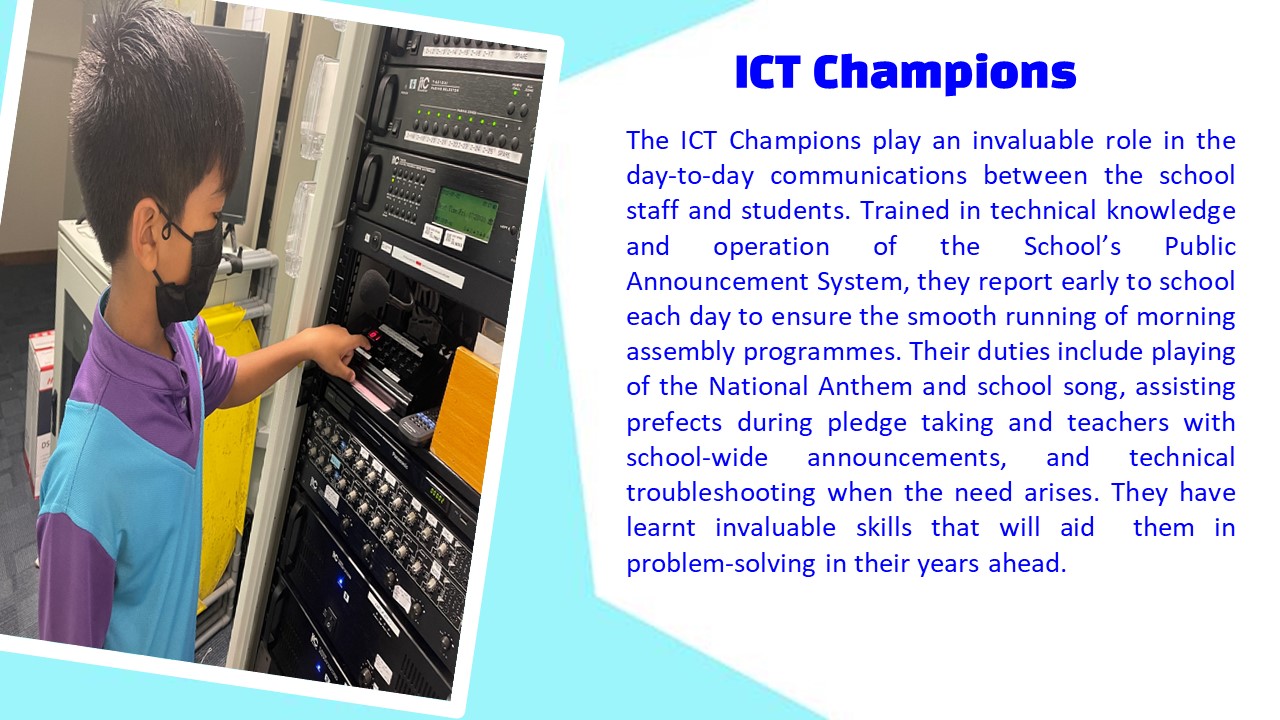 ICT Champions
The ICT Champions play an invaluable role in the
day-to-day communications between the school
staff and students. Trained in technical knowledge
and operation of the School’s Public
Announcement System, they report early to school
each day to ensure the smooth running of morning
assembly programmes. Their duties include playing
of the National Anthem and school song, assisting
prefects during pledge taking and teachers with
school-wide announcements, and technical
troubleshooting when the need arises. They have
learnt invaluable skills that will aid them in
problem-solving in their years ahead.
SPARE